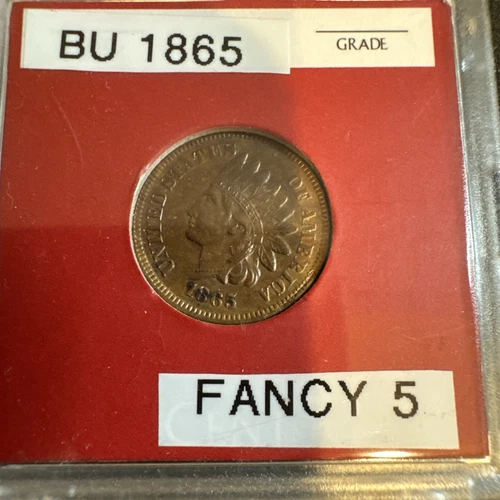 BU 1865
GRADE
UNITED STATES
OF AMERICA
1865
FANCY 5